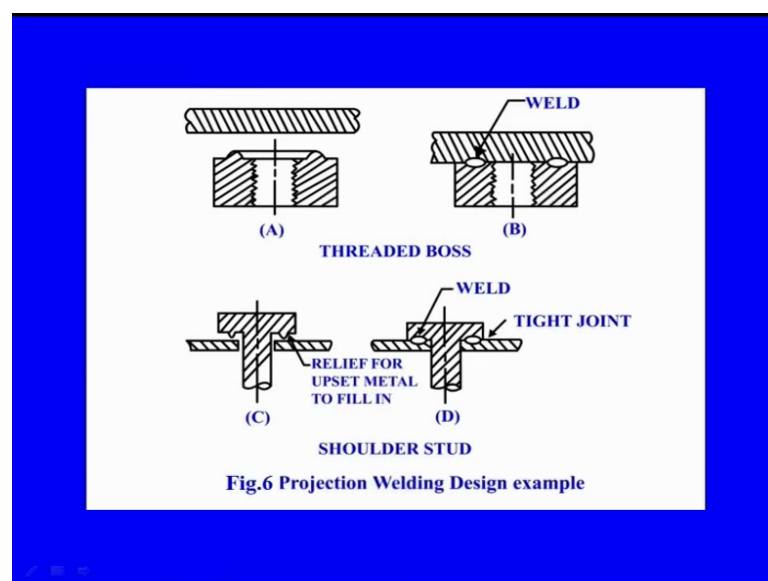 WELD
(A)
(B)
THREADED BOSS
WELD
TIGHT JOINT
RELIEF FOR
UPSET METAL
TO FILL IN
(C)
(D)
SHOULDER STUD
Fig.6 Projection Welding Design example